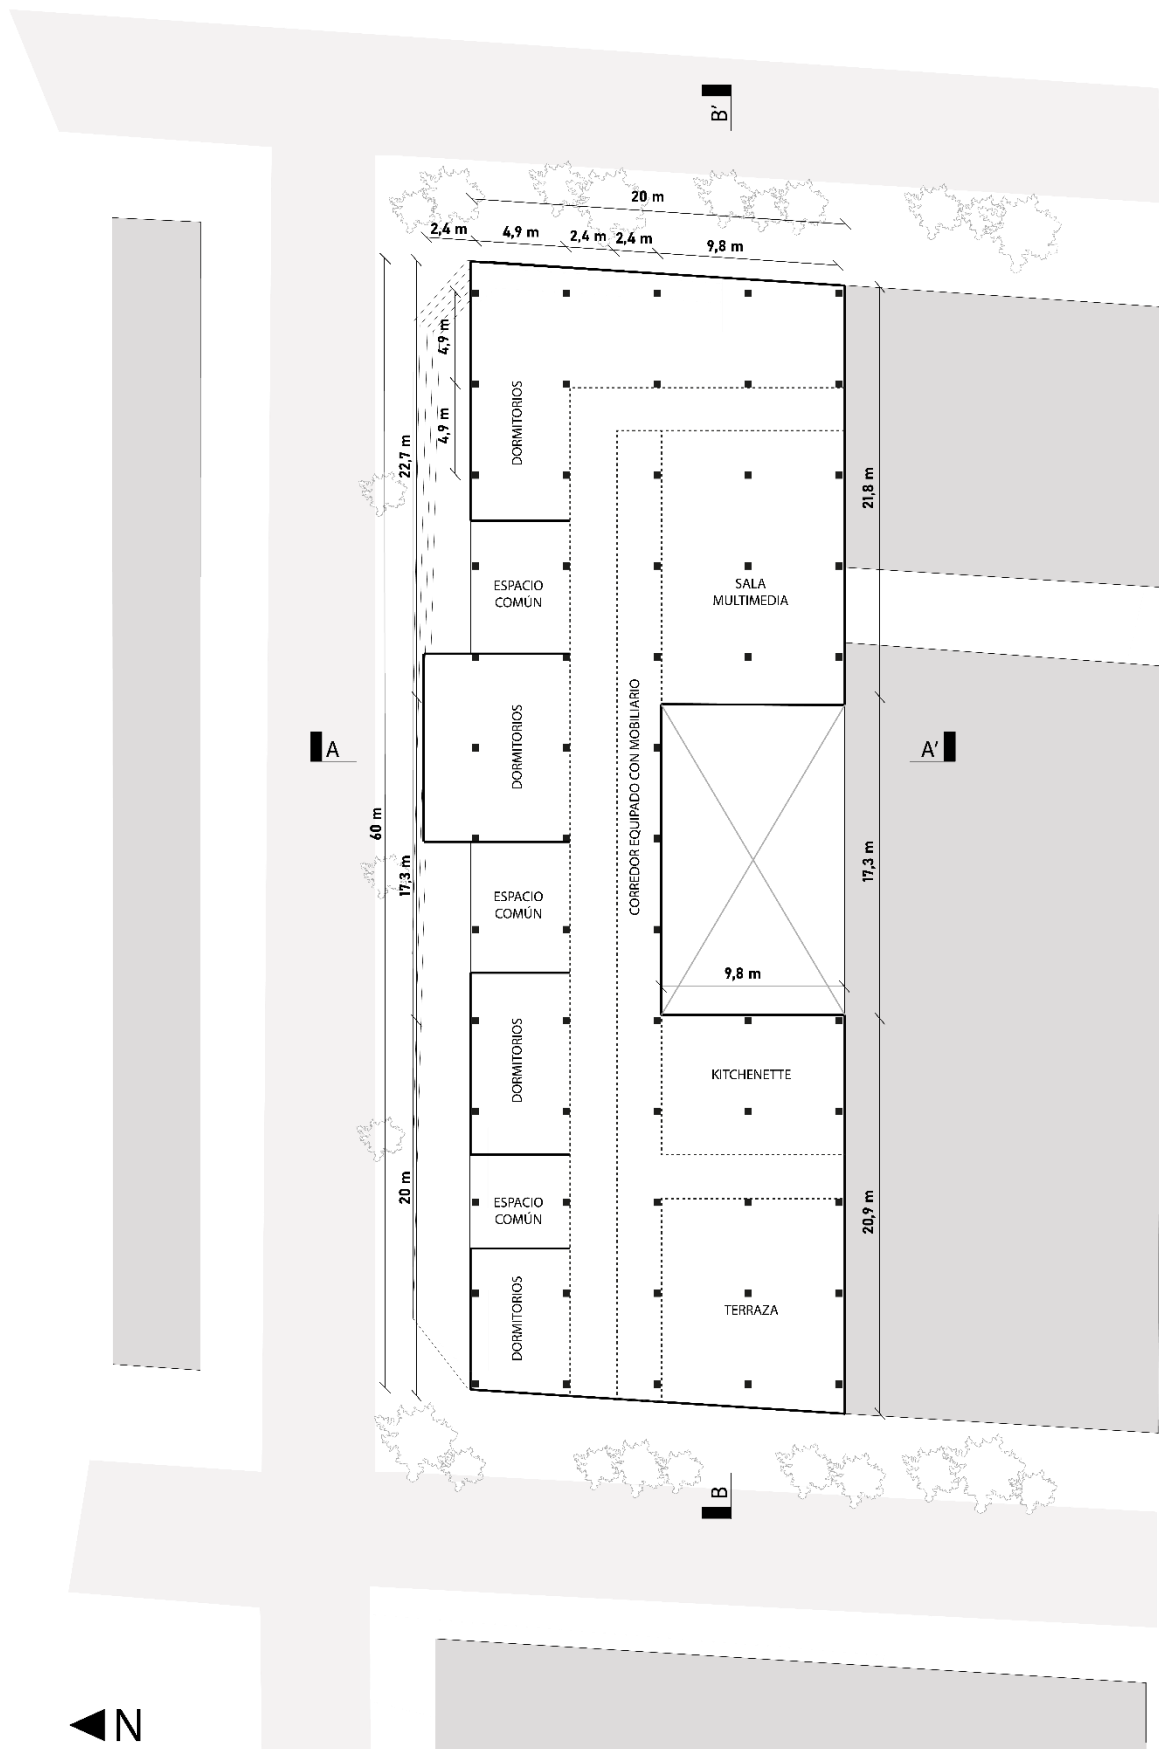 B'
20 m
2,4 m
4,9 m
2,4 m
2,4 m
9,8 m
4,9 m
4,9 m
22,7 m
DORMITORIOS
21,8 m
ESPACIO
COMÚN
SALA
MULTIMEDIA
CORREDOR EQUIPADO CON MOBILIARIO
DORMITORIOS
A
A'
60 m
17,3 m
17,3 m
ESPACIO
COMÚN
9,8 m
DORMITORIOS
KITCHENETTE
20 m
ESPACIO
COMÚN
20,9 m
DORMITORIOS
TERRAZA
B
N